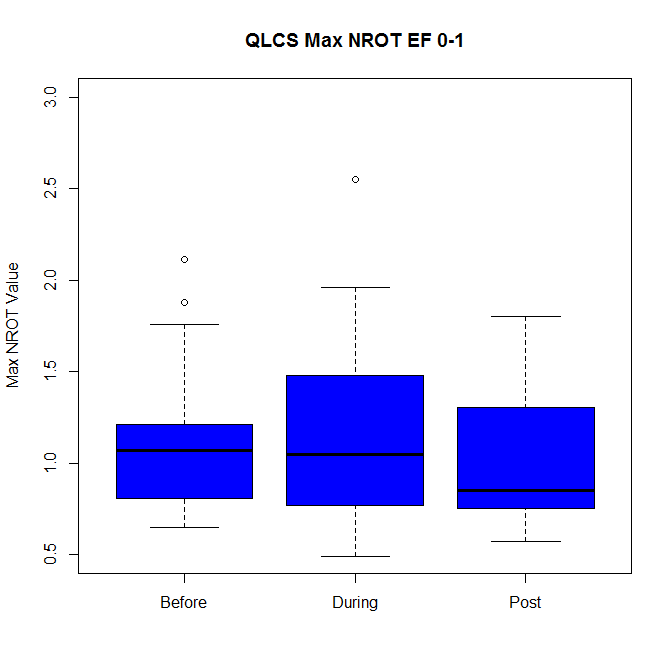 QLCS Max NROT EF 0-1
Max NROT Value
3.0
2.5
2.0
1.5
1.0
0.5
Before
During
Post